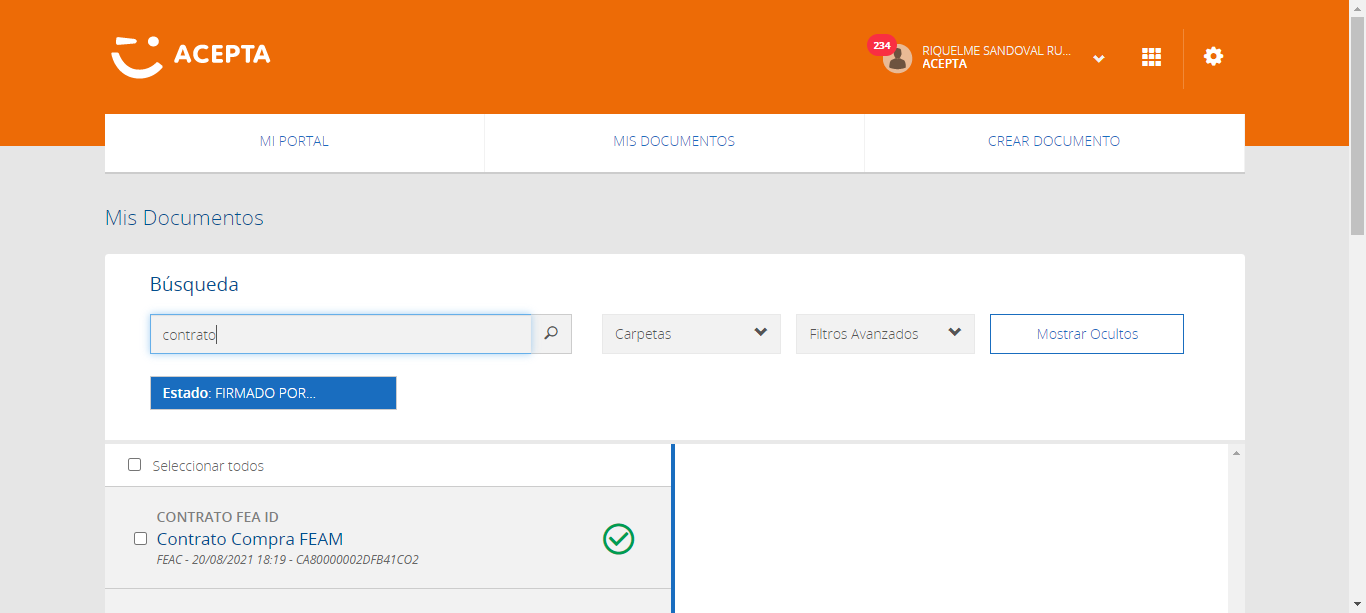 ACEPTA
234
RIQUELME SANDOVAL RU...
ACEPTA
MI PORTAL
MIS DOCUMENTOS
CREAR DOCUMENTO
Mis Documentos
Búsqueda
contrato
Carpetas
Filtros Avanzados
Mostrar Ocultos
Estado: FIRMADO POR...
Seleccionar todos
CONTRATO FEA ID
Contrato Compra FEAM
FEAC - 20/08/2021 18:19 - CA80000002DFB41CO2